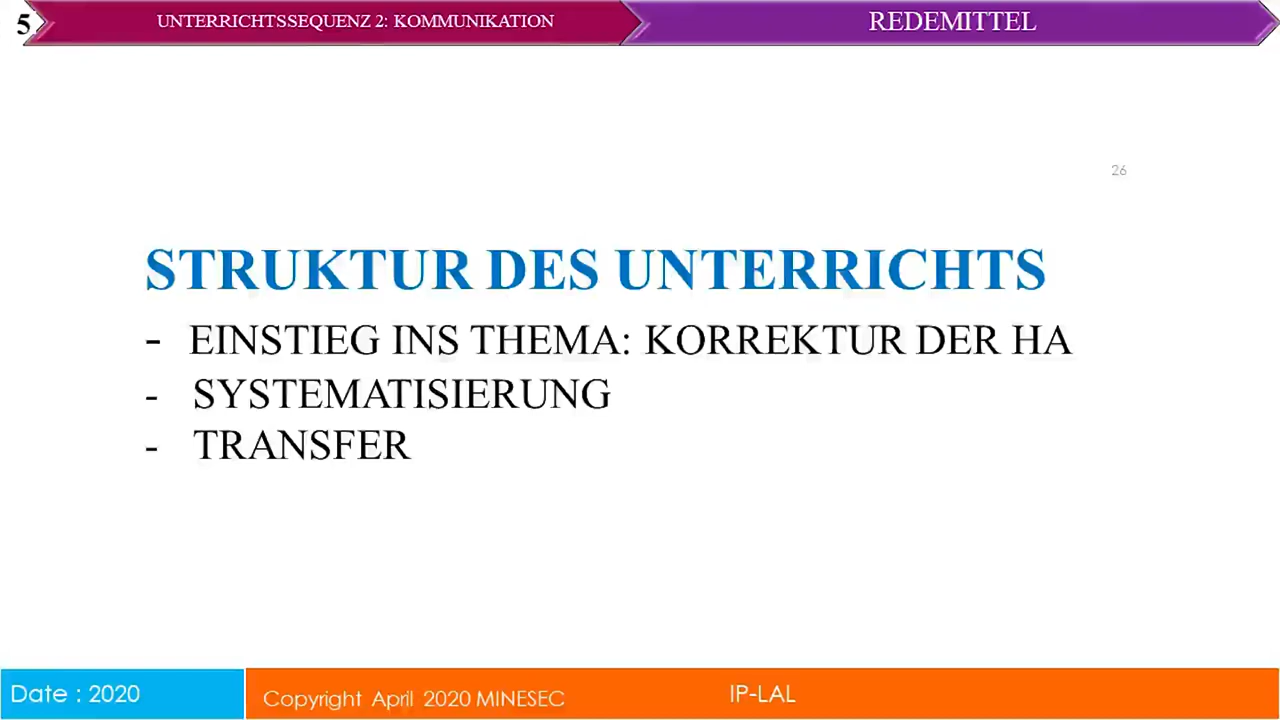 5
UNTERRICHTSSEQUENZ 2: KOMMUNIKATION
REDEMITTEL
26
STRUKTUR DES UNTERRICHTS
- EINSTIEG INS THEMA: KORREKTUR DER HA
- SYSTEMATISIERUNG
- TRANSFER
Date : 2020
Copyright April 2020 MINESEC
IP-LAL